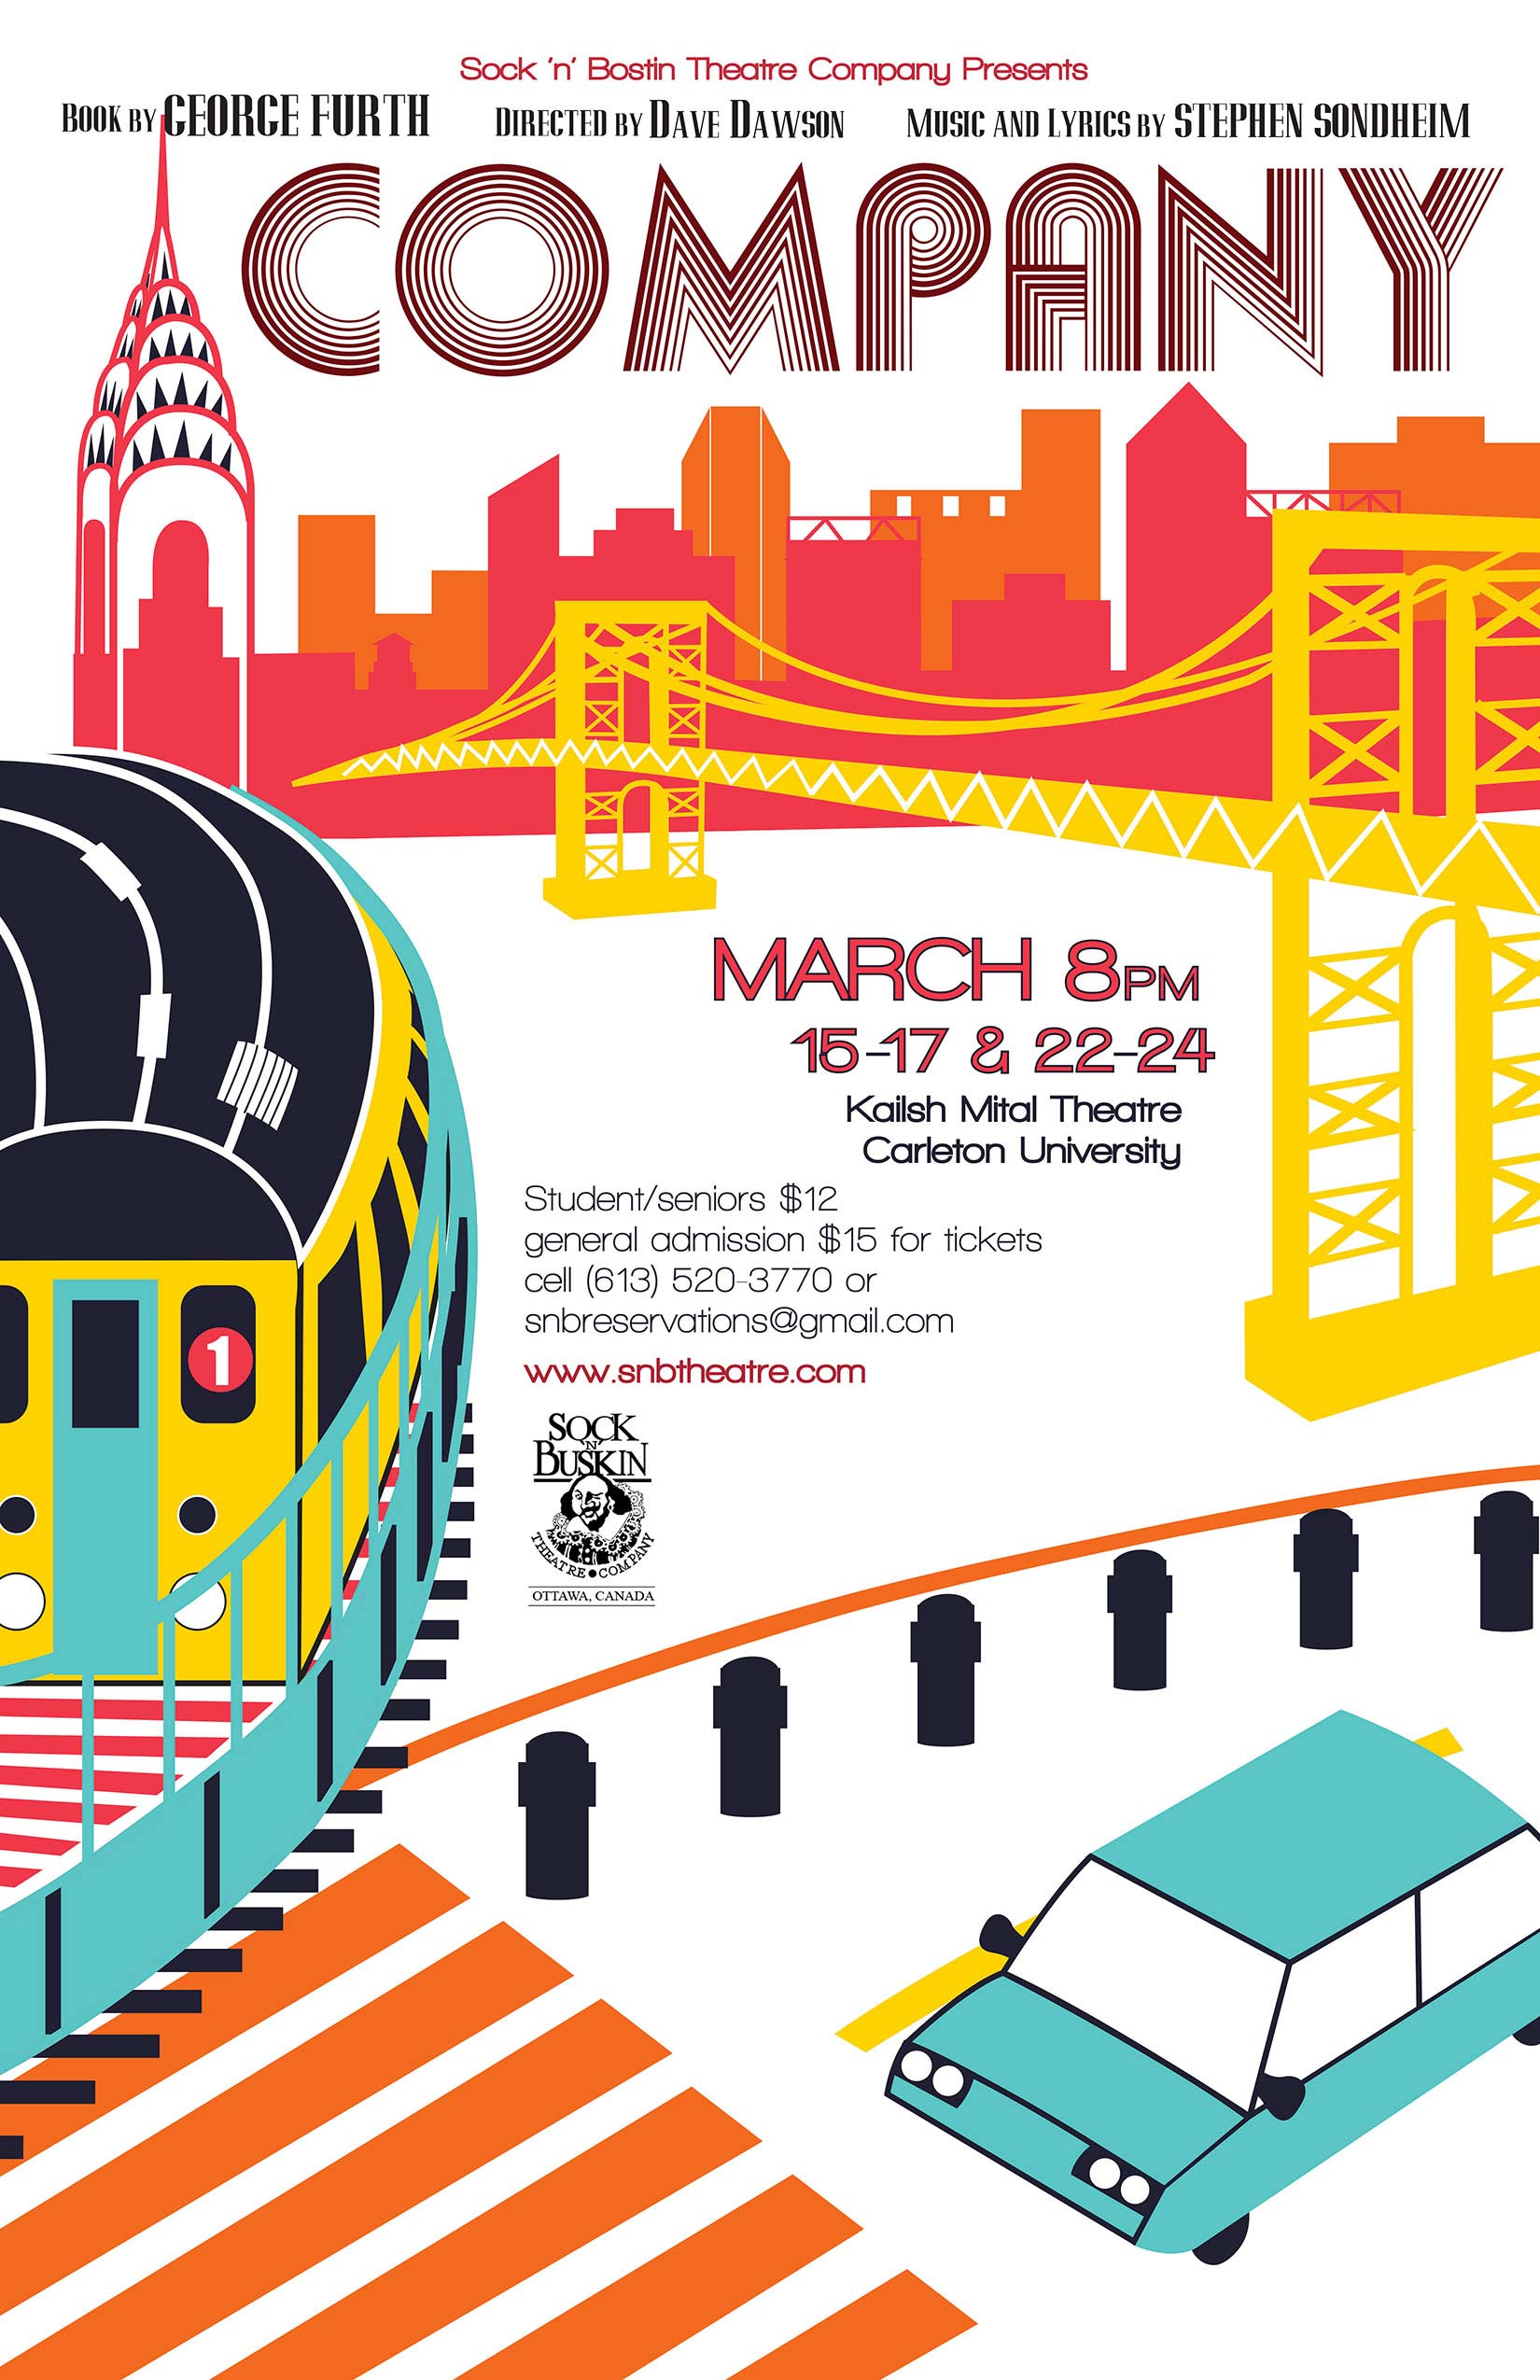 Sock 'n' Bostin Theatre Company Presents
Book by George Furth Directed by Dave Dawson Music and Lyrics by Stephen Sondheim
COMPANY
MARCH 8PM
15-17 & 22-24
Kailsh Mital Theatre
Carleton University
Student/seniors $12
general admission $15 for tickets
cell (613) 520-3770 or
snbreservations@gmail.com
www.snbtheatre.com
1
SOCK
'N'
BUSKIN
THEATRE • COMPANY
OTTAWA, CANADA